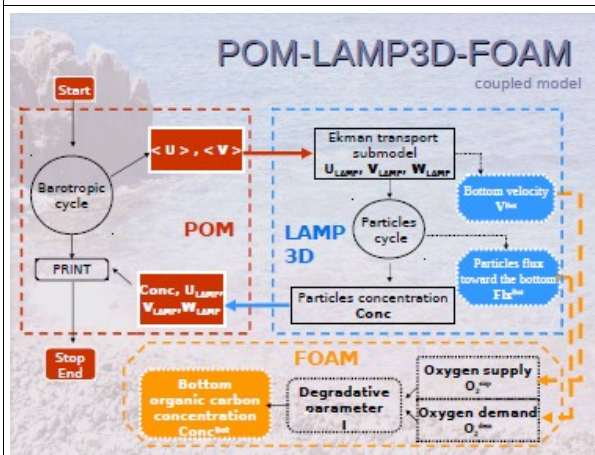 POM-LAMP3D-FOAM
coupled model
Start
< U > , < V >
Ekman transport
submodel
U_LAMP, V_LAMP, W_LAMP
Barotropic
cycle
Bottom velocity
V^Bot
POM
LAMP
3D
Particles
cycle
PRINT
Particles flux
toward the bottom
Flx^Bot
Conc, U_LAMP,
V_LAMP,W_LAMP
Particles concentration
Conc
Stop
End
FOAM
Bottom
organic carbon
concentration
Conc^Bot
Degradative
parameter
I
Oxygen supply
O_2^sup
Oxygen demand
O_2^dem